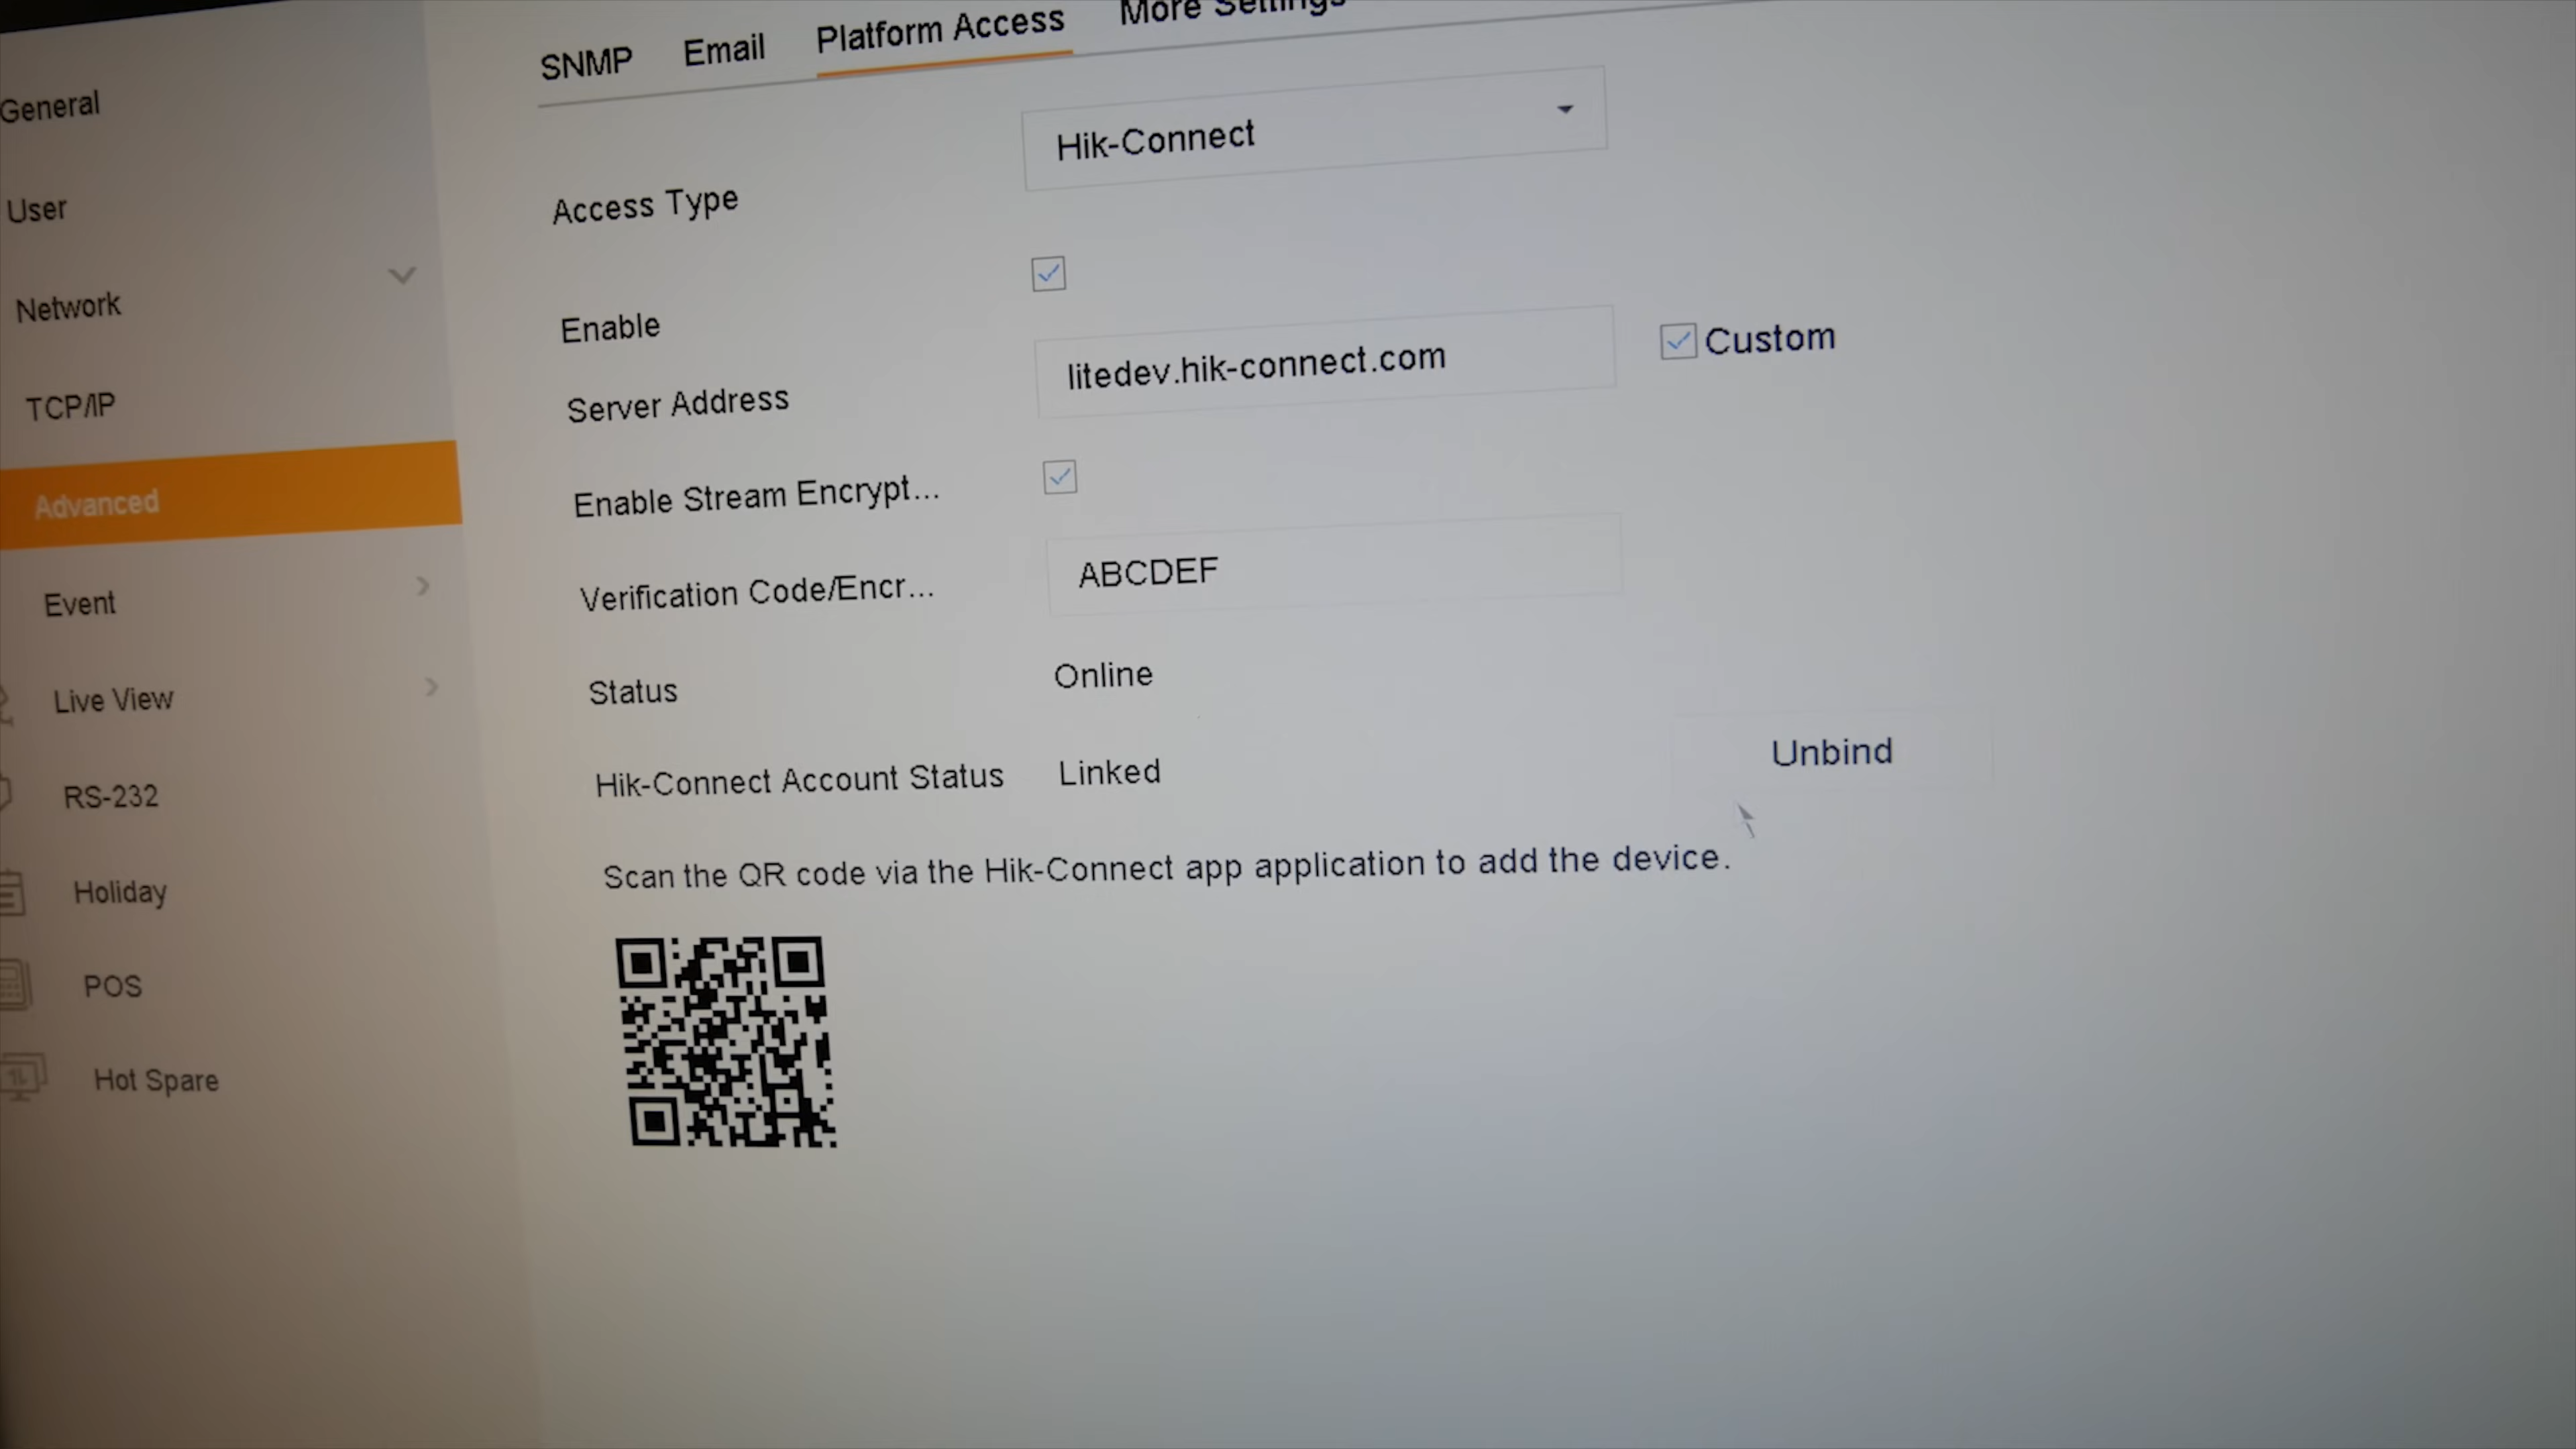 SNMP Email Platform Access More Settings
General
User
Network
TCP/IP
Advanced
Event
Live View
RS-232
Holiday
POS
Hot Spare
Access Type Hik-Connect
Enable
Server Address litedev.hik-connect.com Custom
Enable Stream Encrypt...
Verification Code/Encr... ABCDEF
Status Online
Hik-Connect Account Status Linked Unbind
Scan the QR code via the Hik-Connect app application to add the device.